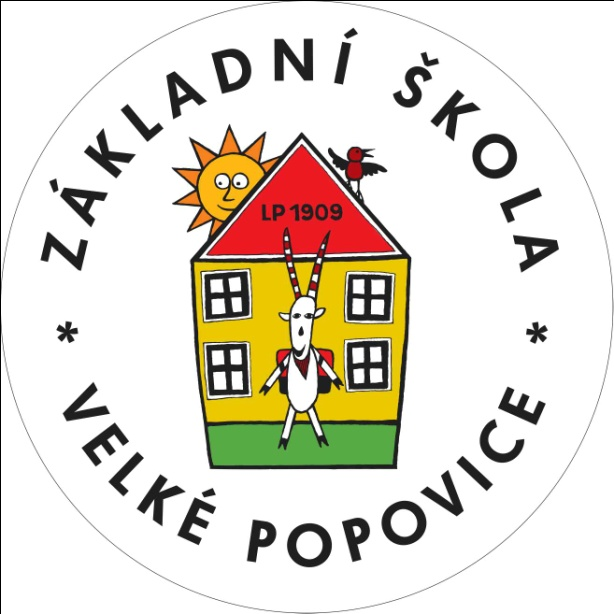 ZÁKLADNÍ ŠKOLA
LP 1909
* VELKÉ POPOVICE *